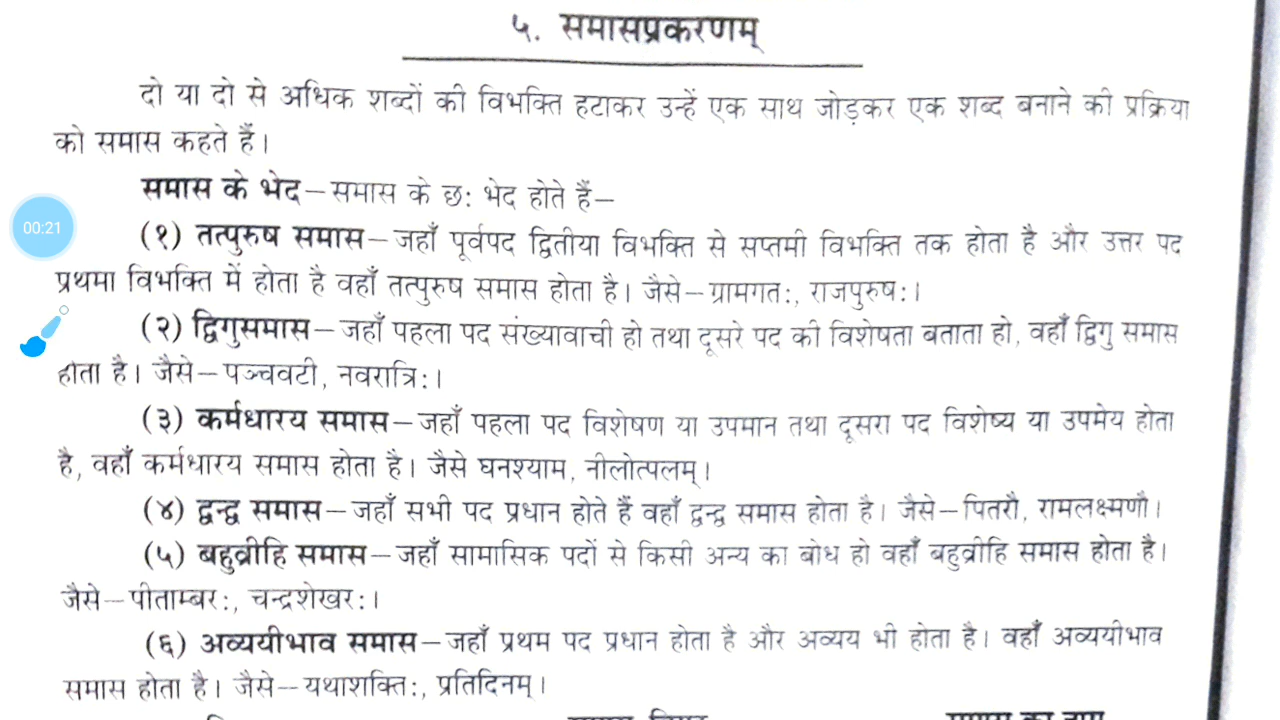 ५. समासप्रकरणम्
दो या दो से अधिक शब्दों की विभक्ति हटाकर उन्हें एक साथ जोड़कर एक शब्द बनाने की प्रक्रिया
को समास कहते हैं।
समास के भेद–समास के छः भेद होते हैं–
00:21
(१) तत्पुरुष समास–जहाँ पूर्वपद द्वितीया विभक्ति से सप्तमी विभक्ति तक होता है और उत्तर पद
प्रथमा विभक्ति में होता है वहाँ तत्पुरुष समास होता है। जैसे–ग्रामगतः, राजपुरुषः।
(२) द्विगुसमास–जहाँ पहला पद संख्यावाची हो तथा दूसरे पद की विशेषता बताता हो, वहाँ द्विगु समास
होता है। जैसे–पञ्चवटी, नवरात्रिः।
(३) कर्मधारय समास–जहाँ पहला पद विशेषण या उपमान तथा दूसरा पद विशेष्य या उपमेय होता
है, वहाँ कर्मधारय समास होता है। जैसे घनश्याम, नीलोत्पलम्।
(४) द्वन्द्व समास–जहाँ सभी पद प्रधान होते हैं वहाँ द्वन्द्व समास होता है। जैसे–पितरौ, रामलक्ष्मणौ।
(५) बहुव्रीहि समास–जहाँ सामासिक पदों से किसी अन्य का बोध हो वहाँ बहुव्रीहि समास होता है।
जैसे–पीताम्बरः, चन्द्रशेखरः।
(६) अव्ययीभाव समास–जहाँ प्रथम पद प्रधान होता है और अव्यय भी होता है। वहाँ अव्ययीभाव
समास होता है। जैसे–यथाशक्तिः, प्रतिदिनम्।